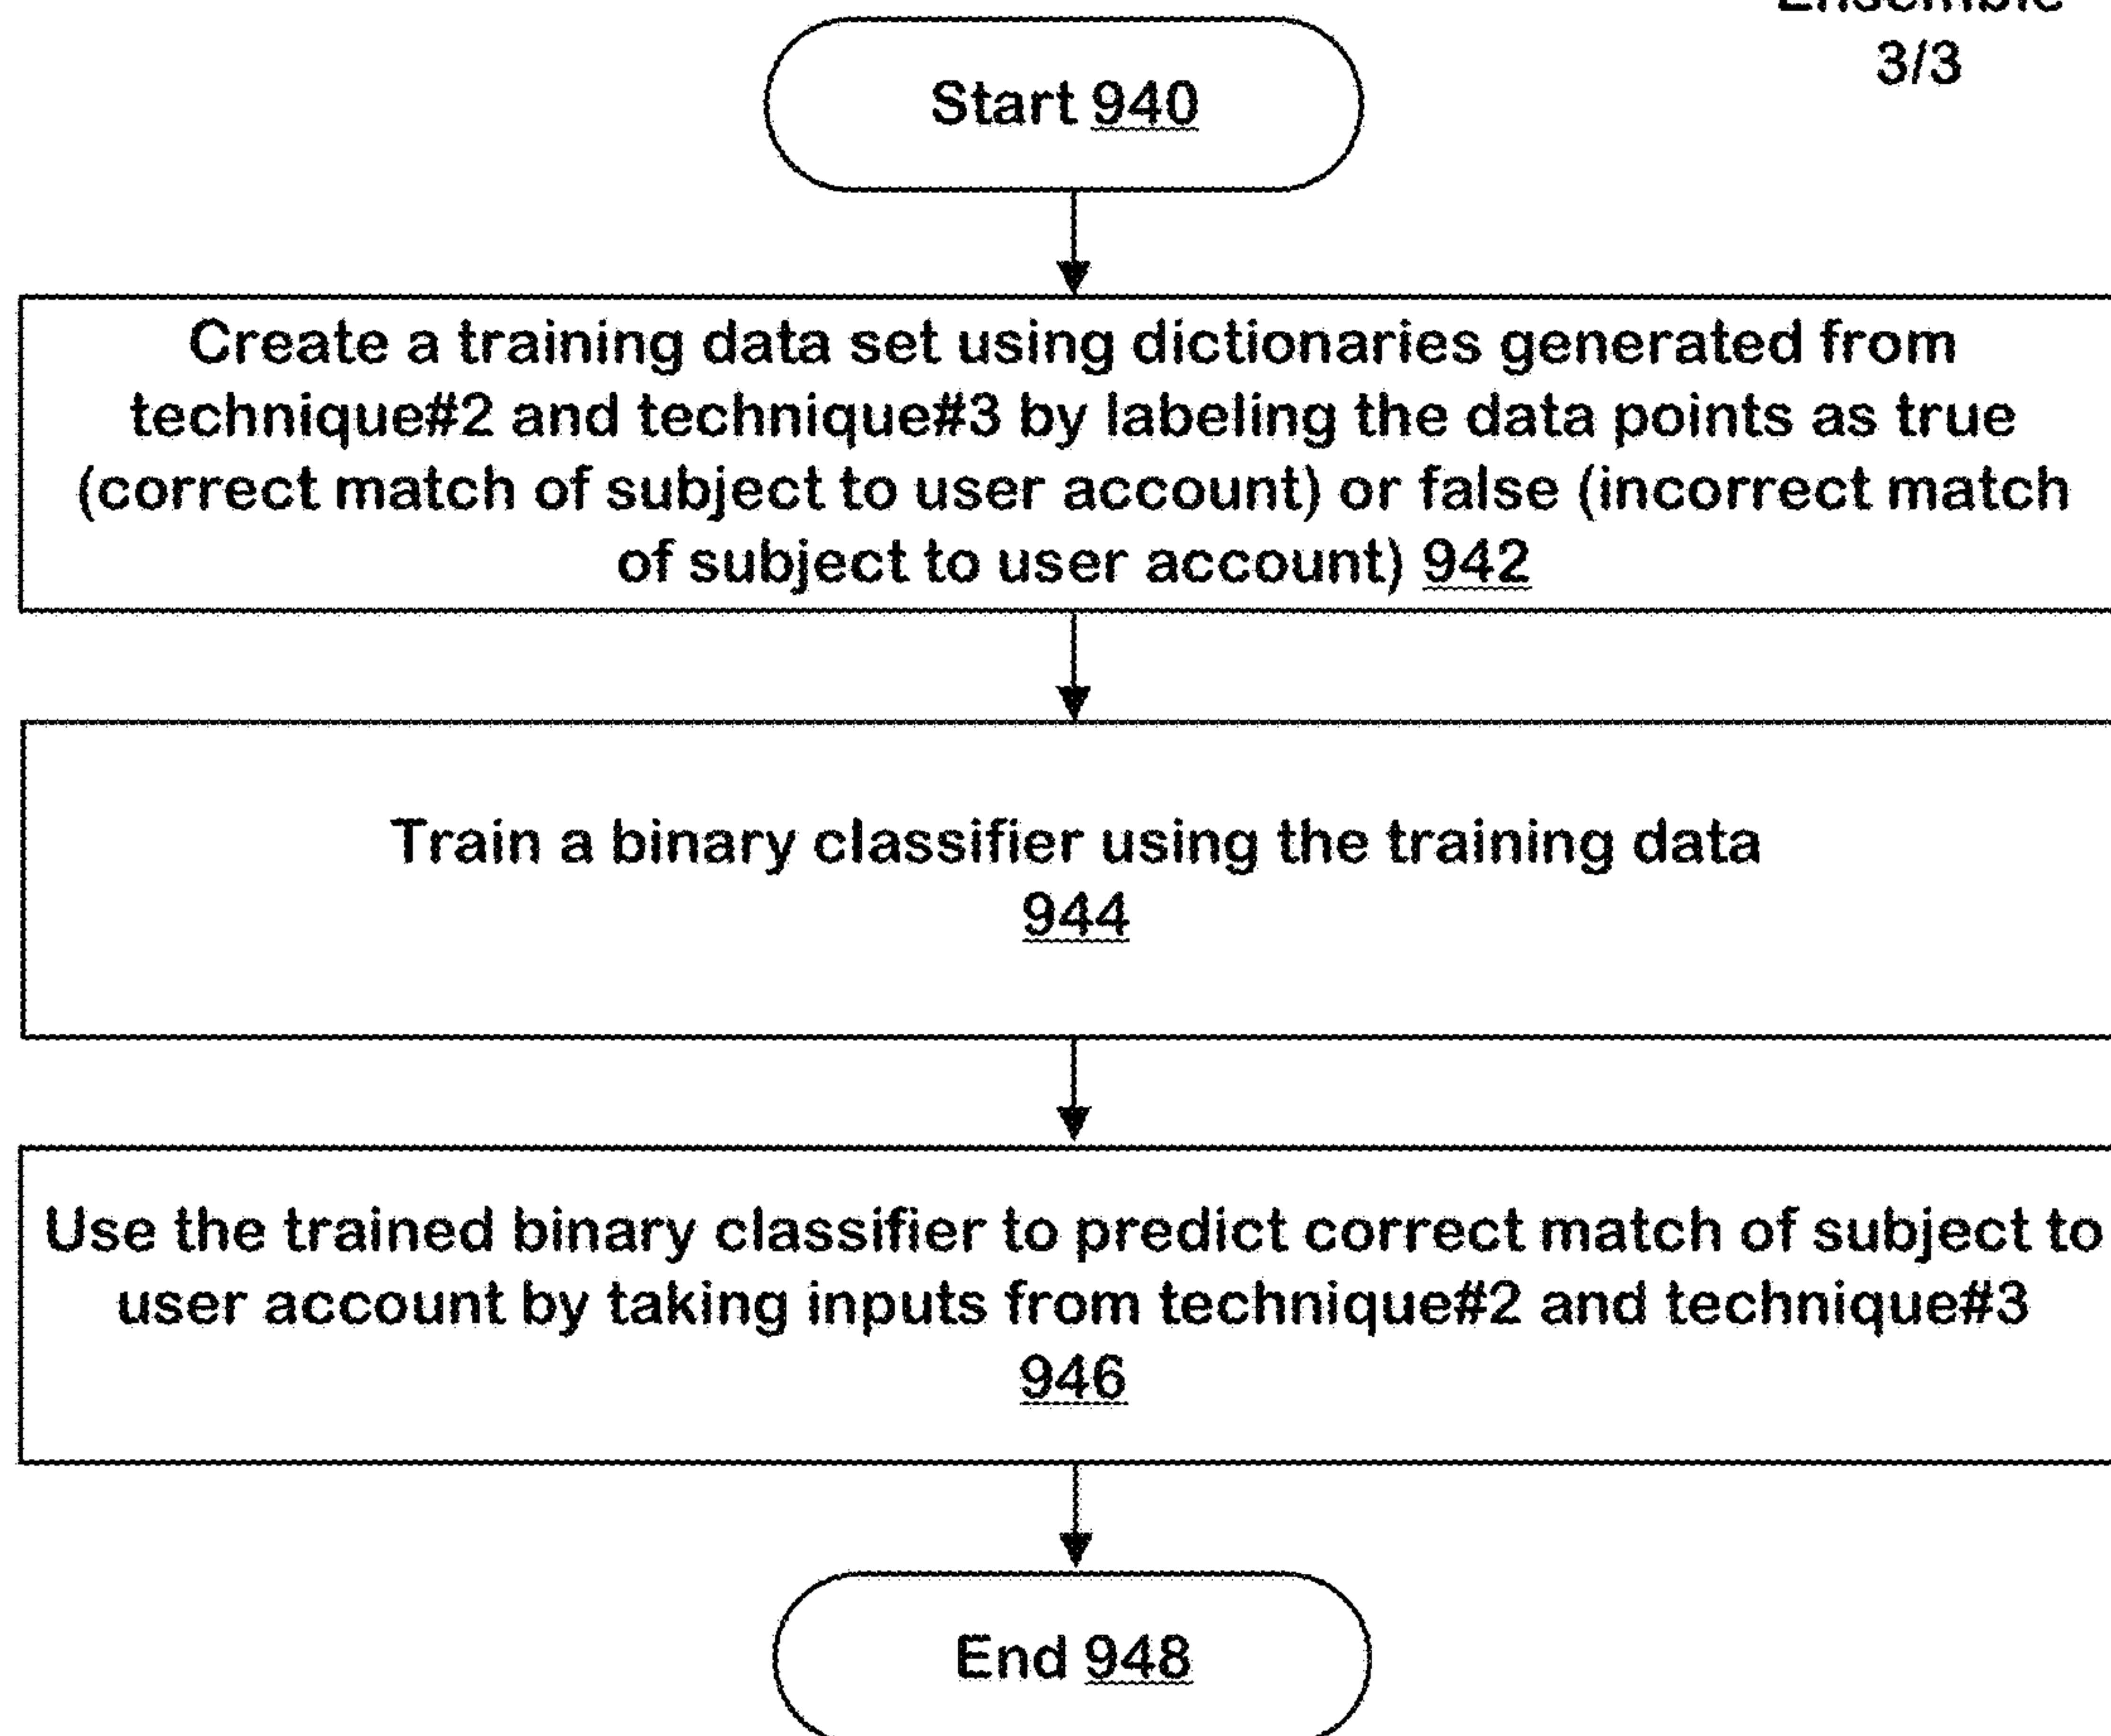 Ensemble
3/3
Start 940
Create a training data set using dictionaries generated from
technique#2 and technique#3 by labeling the data points as true
(correct match of subject to user account) or false (incorrect match
of subject to user account) 942
Train a binary classifier using the training data
944
Use the trained binary classifier to predict correct match of subject to
user account by taking inputs from technique#2 and technique#3
946
End 948